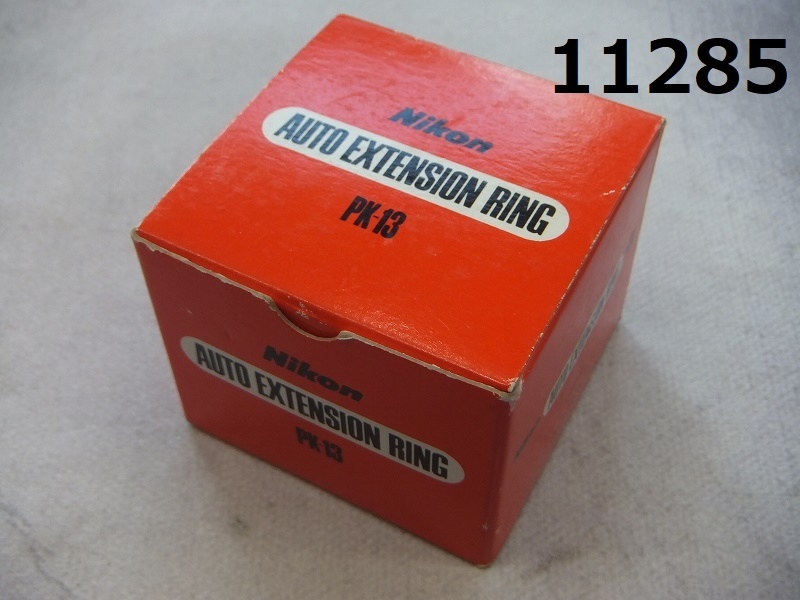 11285
Nikon
AUTO EXTENSION RING
PK-13
Nikon
AUTO EXTENSION RING
PK-13